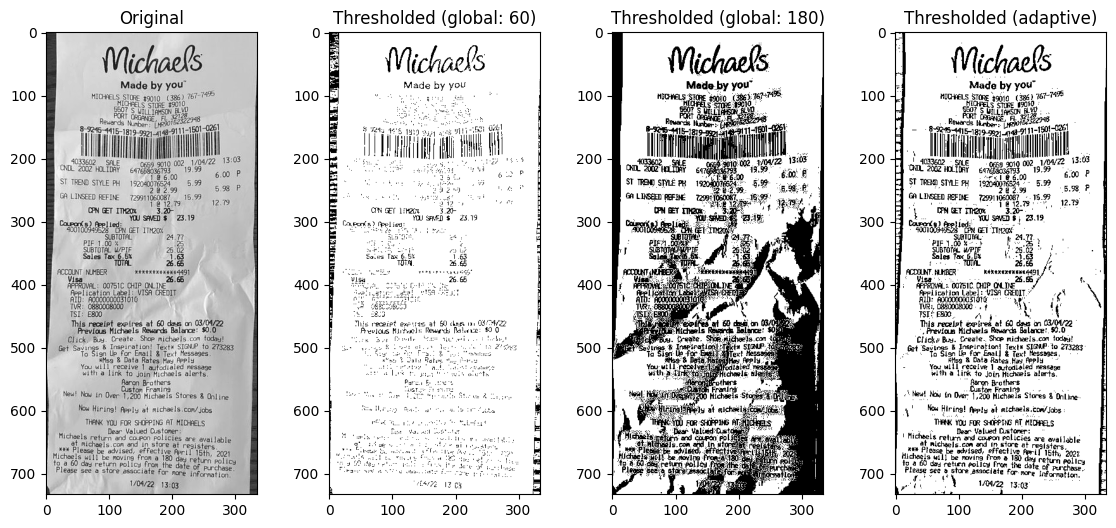 Original
Thresholded (global: 60)
Thresholded (global: 180)
Thresholded (adaptive)
0
100
200
300
400
500
600
700
0 100 200 300
Michaels
Made by you™
MICHAELS STORE #9010 (386) 767-7495
MICHAELS STORE #9010
5507 S WILLIAMSON BLVD
PORT ORANGE, FL
Rewards Number:
8-9245-4415-1819-9921-4148-9111-1501-0261
4033602 SALE 0659 9010 002 1/04/22 13:03
CNDL 20OZ HOLIDAY 647668036793 19.99
1 @ 6.00 6.00 P
ST TREND STYLE PH 192040076524 5.99
2 @ 2.99 5.98 P
GA LINSEED REFINE 729911060087 15.99
1 @ 12.79 12.79
CPN GET ITM20% 3.20-
YOU SAVED $ 23.19
Coupon(s) Applied:
400100949528 CPN GET ITM20%
SUBTOTAL 24.77
PIF 1.00 % .25
SUBTOTAL W/PIF 25.02
Sales Tax 6.5% 1.63
TOTAL 26.65
ACCOUNT NUMBER ************4491
Visa 26.65
APPROVAL: 00751C CHIP ONLINE
Application Label: VISA CREDIT
AID: A0000000031010
TVR: 0880008000
TSI: E800
This receipt expires at 60 days on 03/04/22
Previous Michaels Rewards Balance: $0.0
Click. Buy. Create. Shop michaels.com today!
Get Savings & Inspiration! Text* SIGNUP to 273283
To Sign Up for Email & Text Messages.
*Msg & Data Rates May Apply
You will receive 1 autodialed message
with a link to join Michaels alerts.
Aaron Brothers
Custom Framing
New! Now in Over 1,200 Michaels Stores & Online
Now Hiring! Apply at michaels.com/jobs
THANK YOU FOR SHOPPING AT MICHAELS
Dear Valued Customer:
Michaels return and coupon policies are available
at michaels.com and in store at registers
*** Please be advised, effective April 15th, 2021
Michaels will be moving from a 180 day return policy
to a 60 day return policy from the date of purchase.
Please see a store associate for more information.
1/04/22 13:03